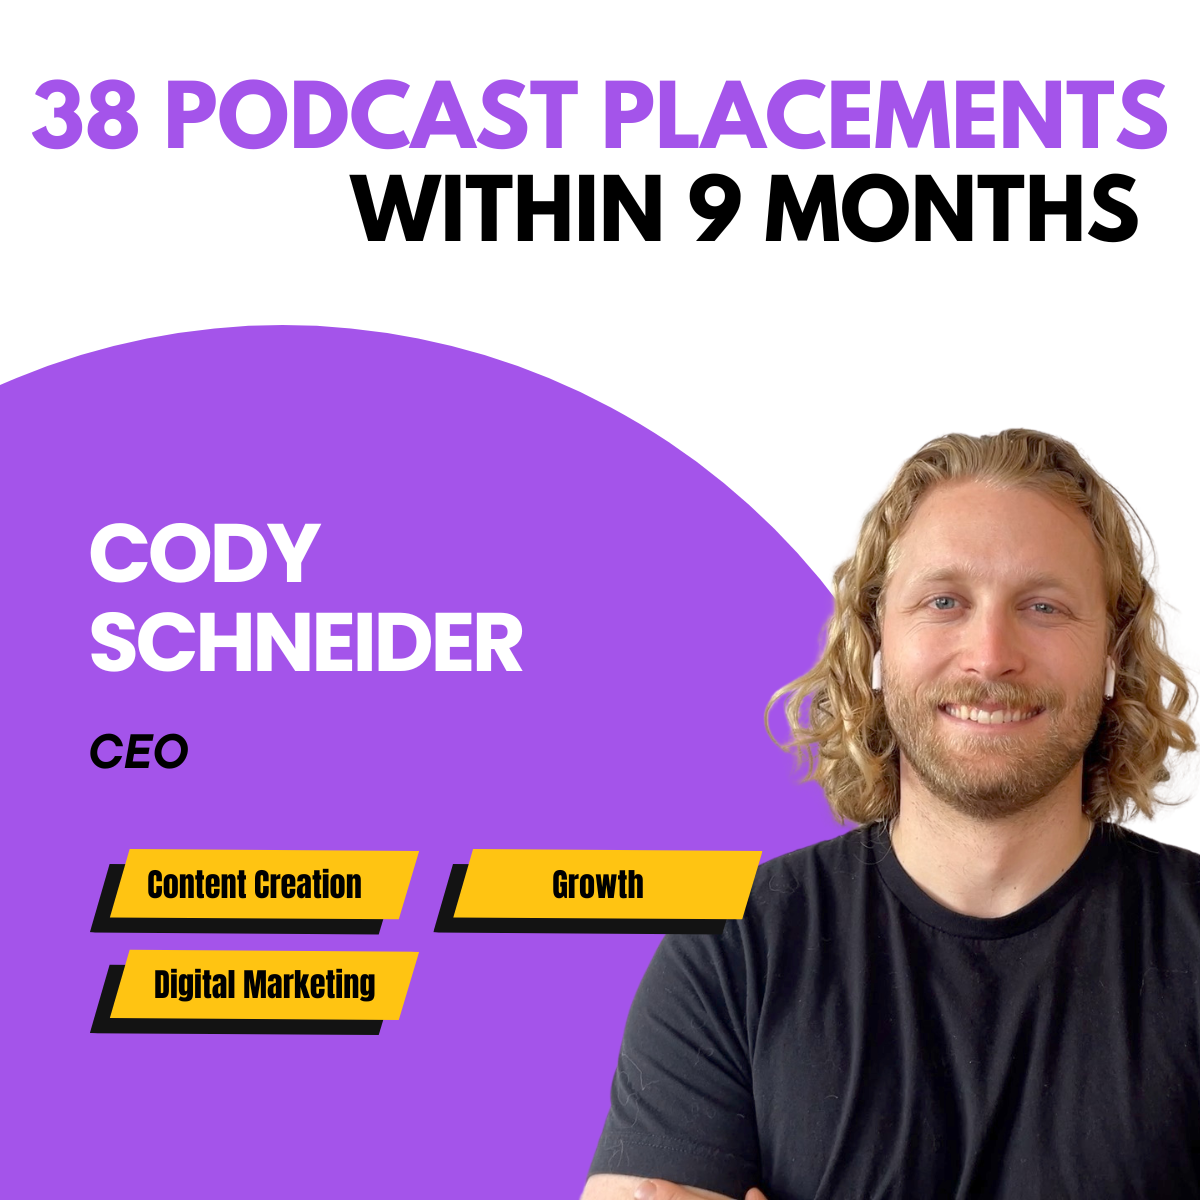 38 PODCAST PLACEMENTS
WITHIN 9 MONTHS
CODY
SCHNEIDER
CEO
Content Creation
Growth
Digital Marketing